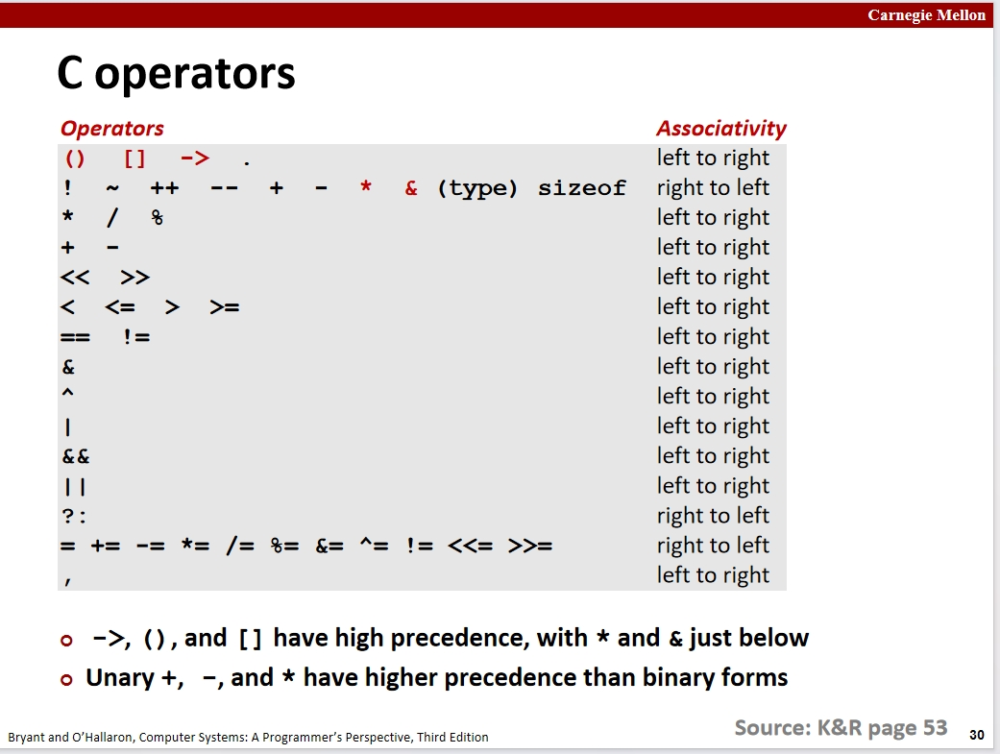 Carnegie Mellon
C operators
Operators Associativity
() [] -> . left to right
! ~ ++ -- + - * & (type) sizeof right to left
* / % left to right
+ - left to right
<< >> left to right
< <= > >= left to right
== != left to right
& left to right
^ left to right
| left to right
&& left to right
|| left to right
?: right to left
= += -= *= /= %= &= ^= != <<= >>= right to left
, left to right
->, (), and [] have high precedence, with * and & just below
Unary +, -, and * have higher precedence than binary forms
Source: K&R page 53
Bryant and O'Hallaron, Computer Systems: A Programmer's Perspective, Third Edition 30